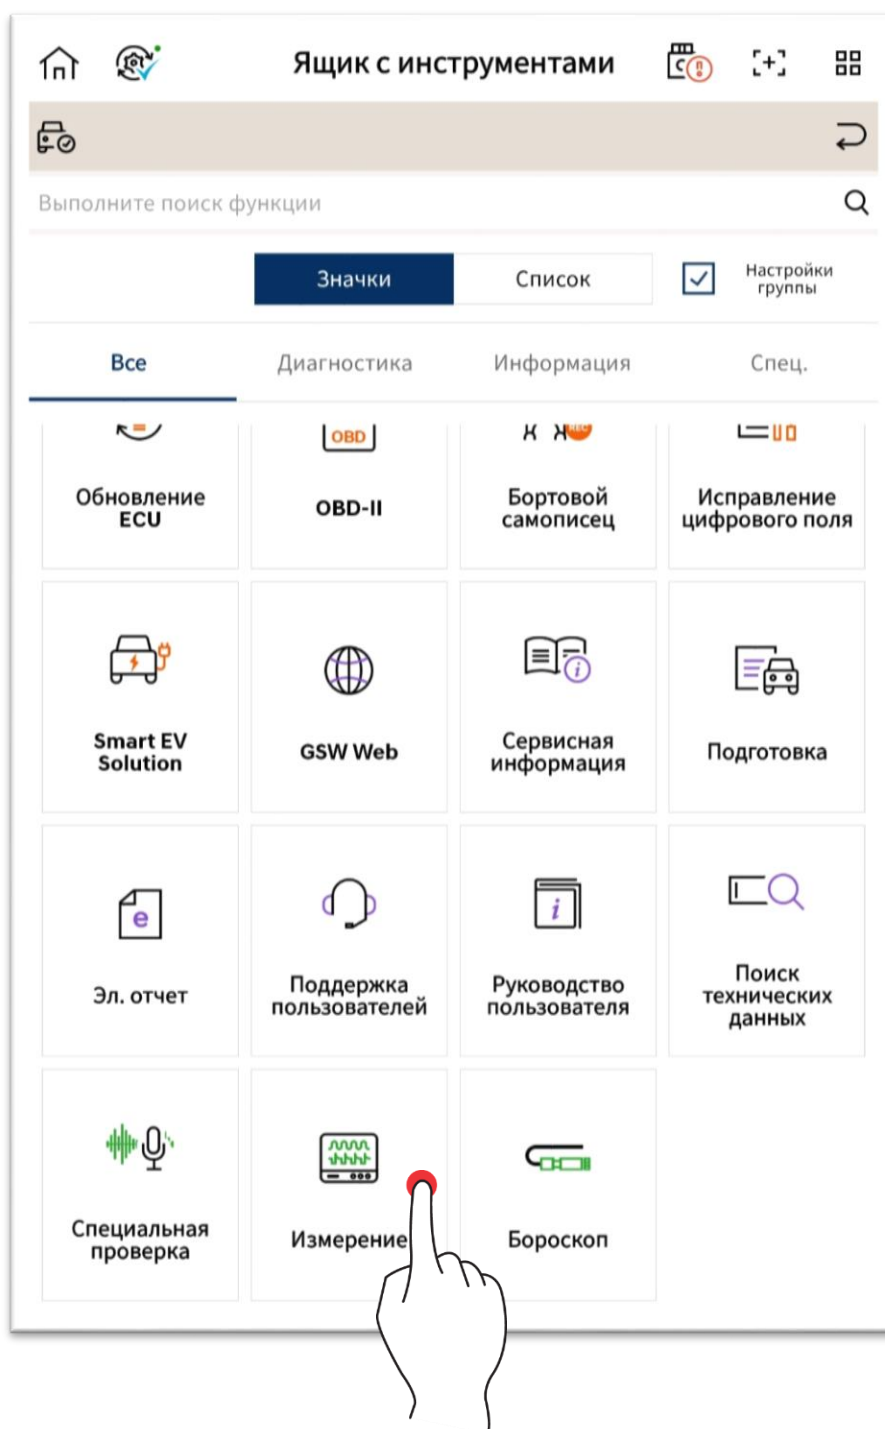 Ящик с инструментами
Выполните поиск функции
Значки
Список
Настройки
группы
Все
Диагностика
Информация
Спец.
OBD
REC
Обновление
ECU
OBD-II
Бортовой
самописец
Исправление
цифрового поля
Smart EV
Solution
GSW Web
Сервисная
информация
Подготовка
Эл. отчет
Поддержка
пользователей
Руководство
пользователя
Поиск
технических
данных
Специальная
проверка
Измерение
Бороскоп